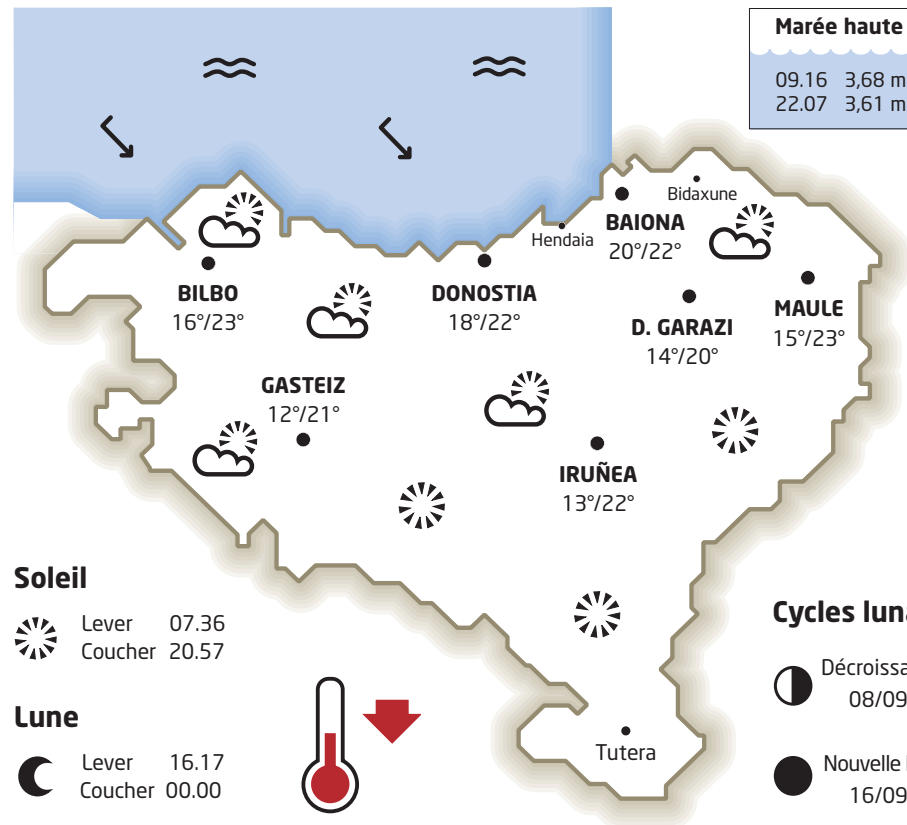 Marée haute
09.16 3,68 m
22.07 3,61 m
Bidaxune
BAIONA
20°/22°
Hendaia
BILBO
16°/23°
DONOSTIA
18°/22°
D. GARAZI
14°/20°
MAULE
15°/23°
GASTEIZ
12°/21°
IRUÑEA
13°/22°
Tutera
Soleil
Lever 07.36
Coucher 20.57
Lune
Lever 16.17
Coucher 00.00
Cycles luna
Décroissa
08/09
Nouvelle
16/09